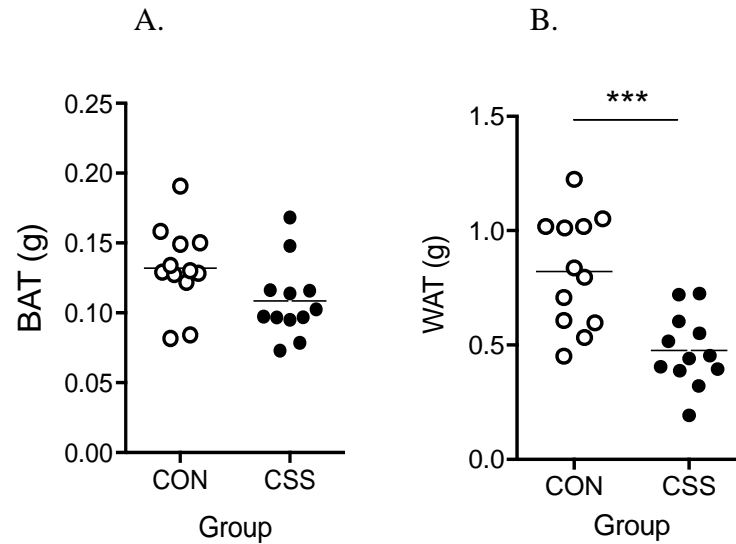 A.
BAT (g)
0.25
0.20
0.15
0.10
0.05
0.00
CON CSS
Group
B.
***
WAT (g)
1.5
1.0
0.5
0.0
CON CSS
Group